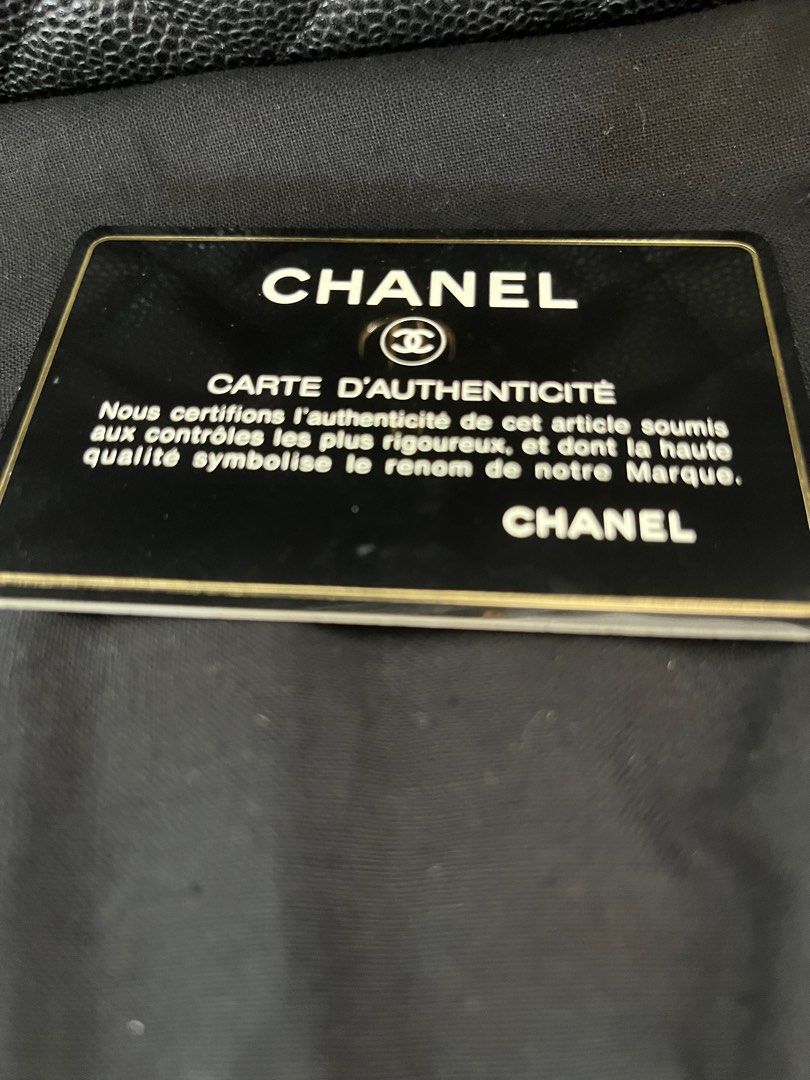 CHANEL
CARTE D'AUTHENTICITÉ
Nous certifions l'authenticité de cet article soumis
aux contrôles les plus rigoureux, et dont la haute
qualité symbolise le renom de notre Marque.
CHANEL